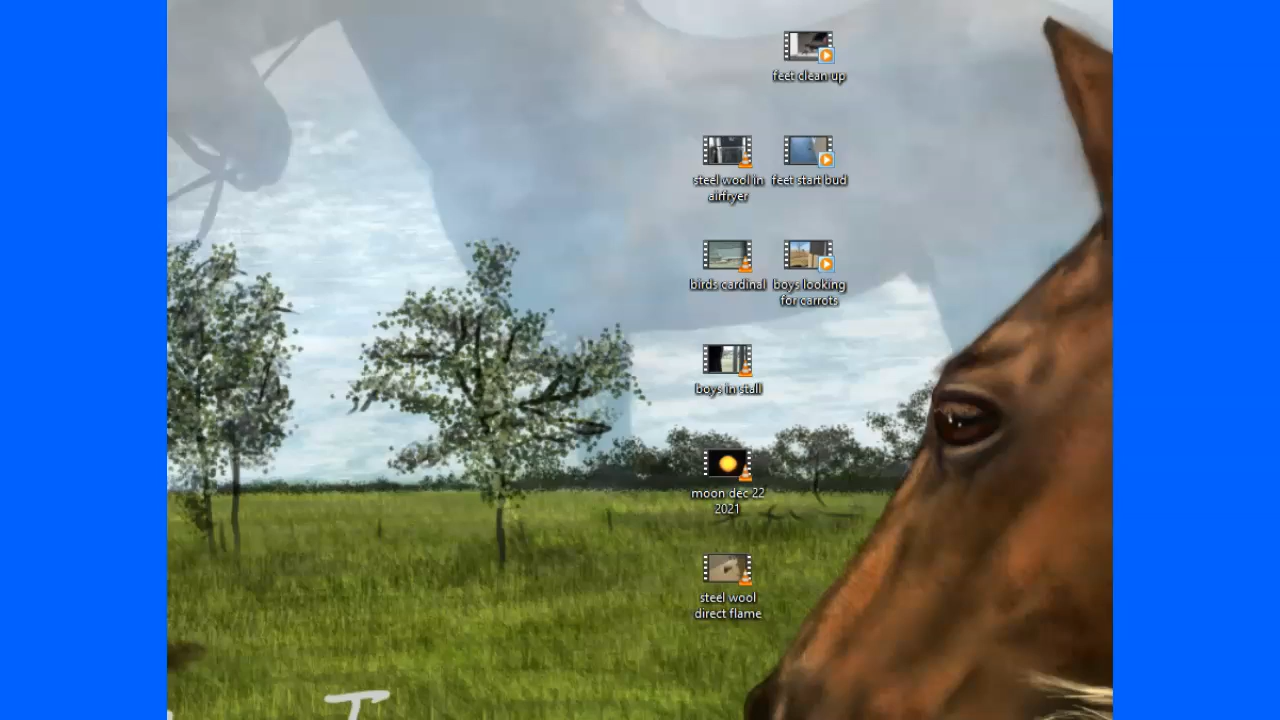 feet clean up
steel wool in
airfryer
feet start bud
birds cardinal
boys looking
for carrots
boys in stall
moon dec 22
2021
steel wool
direct flame